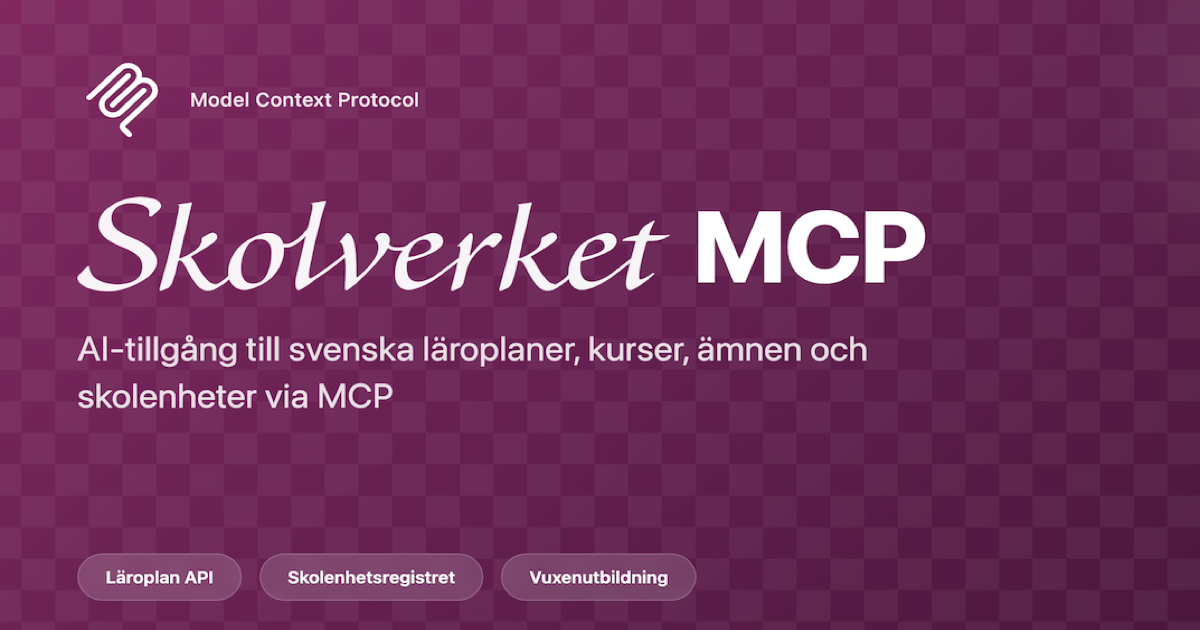 Model Context Protocol
Skolverket MCP
AI-tillgång till svenska läroplaner, kurser, ämnen och
skolenheter via MCP
Läroplan API
Skolenhetsregistret
Vuxenutbildning